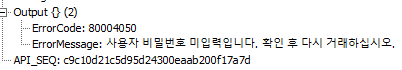 Output {} (2)
ErrorCode: 80004050
ErrorMessage: 사용자 비밀번호 미입력입니다. 확인 후 다시 거래하십시오.
API_SEQ: c9c10d21c5d95d24300eaab200f17a7d